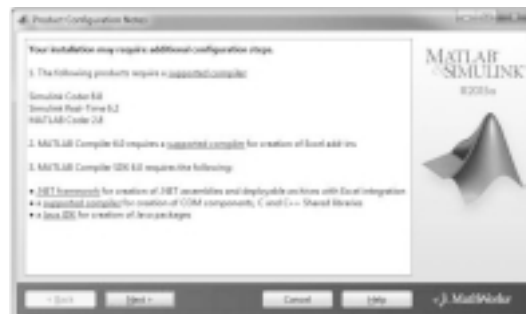 Product Configuration Notes
Your installation may require additional configuration steps.
1. The following products require a supported compiler:
Simulink Coder
Simulink Real-Time 6.2
MATLAB Coder 2.8
2. MATLAB Compiler 6.0 requires a supported compiler for creation of Excel add-ins
3. MATLAB Compiler SDK 6.0 requires the following:
• .NET framework for creation of .NET assemblies and deployable archives with Excel integration
• a supported compiler for creation of COM components, C and C++ Shared libraries
• a Java JDK for creation of Java packages
MATLAB
&SIMULINK
R2015a
< Back
Next >
Cancel
Help
MathWorks